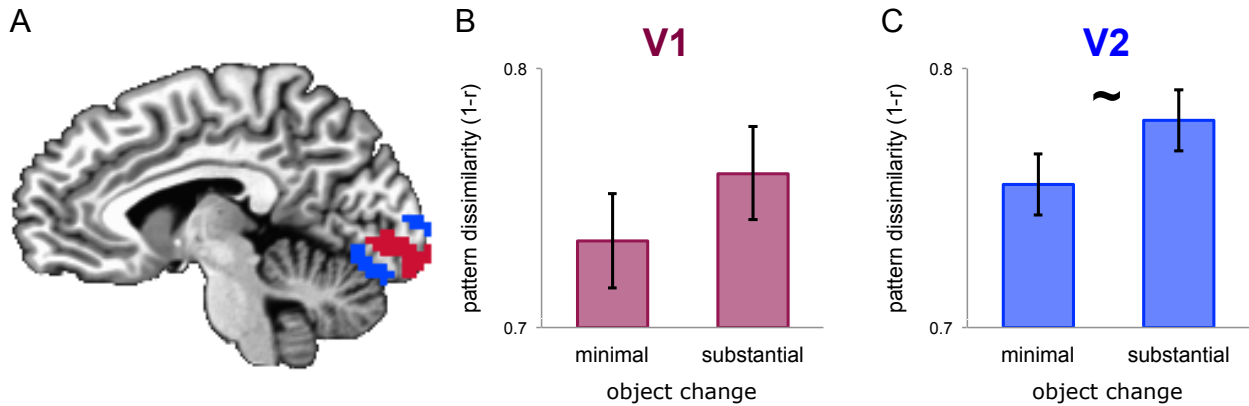 A
B
V1
pattern dissimilarity (1-r)
0.8
0.7
minimal substantial
object change
C
V2
pattern dissimilarity (1-r)
0.8
~
0.7
minimal substantial
object change